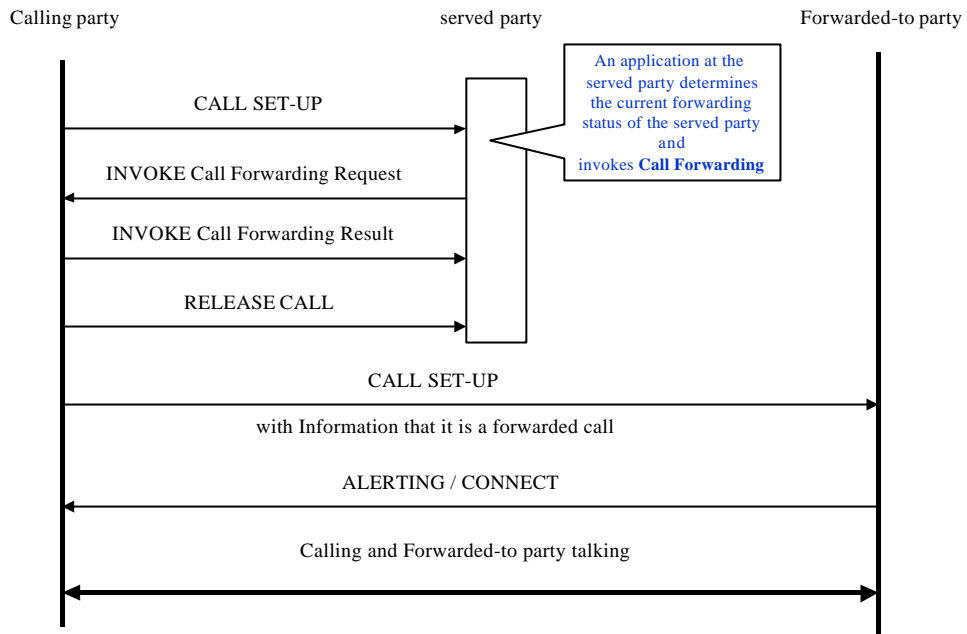 Calling party served party Forwarded-to party
An application at the
served party determines
the current forwarding
status of the served party
and
invokes Call Forwarding
CALL SET-UP
INVOKE Call Forwarding Request
INVOKE Call Forwarding Result
RELEASE CALL
CALL SET-UP
with Information that it is a forwarded call
ALERTING / CONNECT
Calling and Forwarded-to party talking